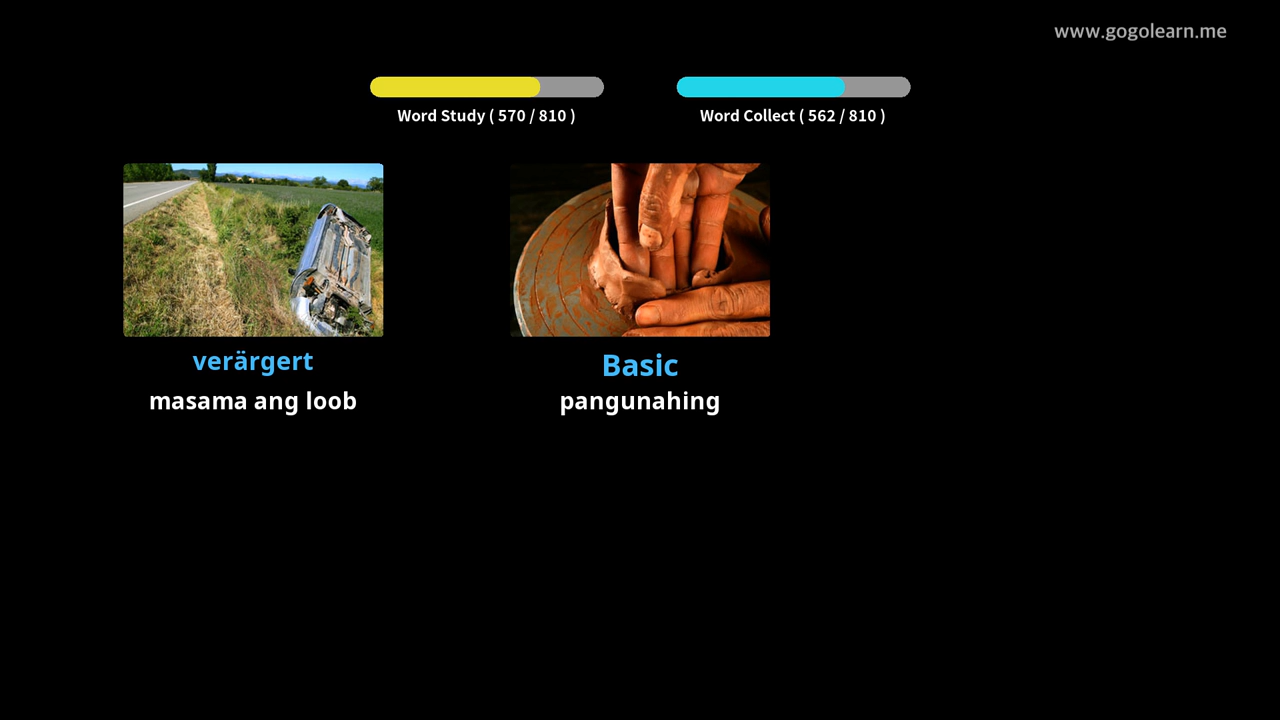 www.gogolearn.me
Word Study ( 570 / 810 )
Word Collect ( 562 / 810 )
verärgert
masama ang loob
Basic
pangunahing